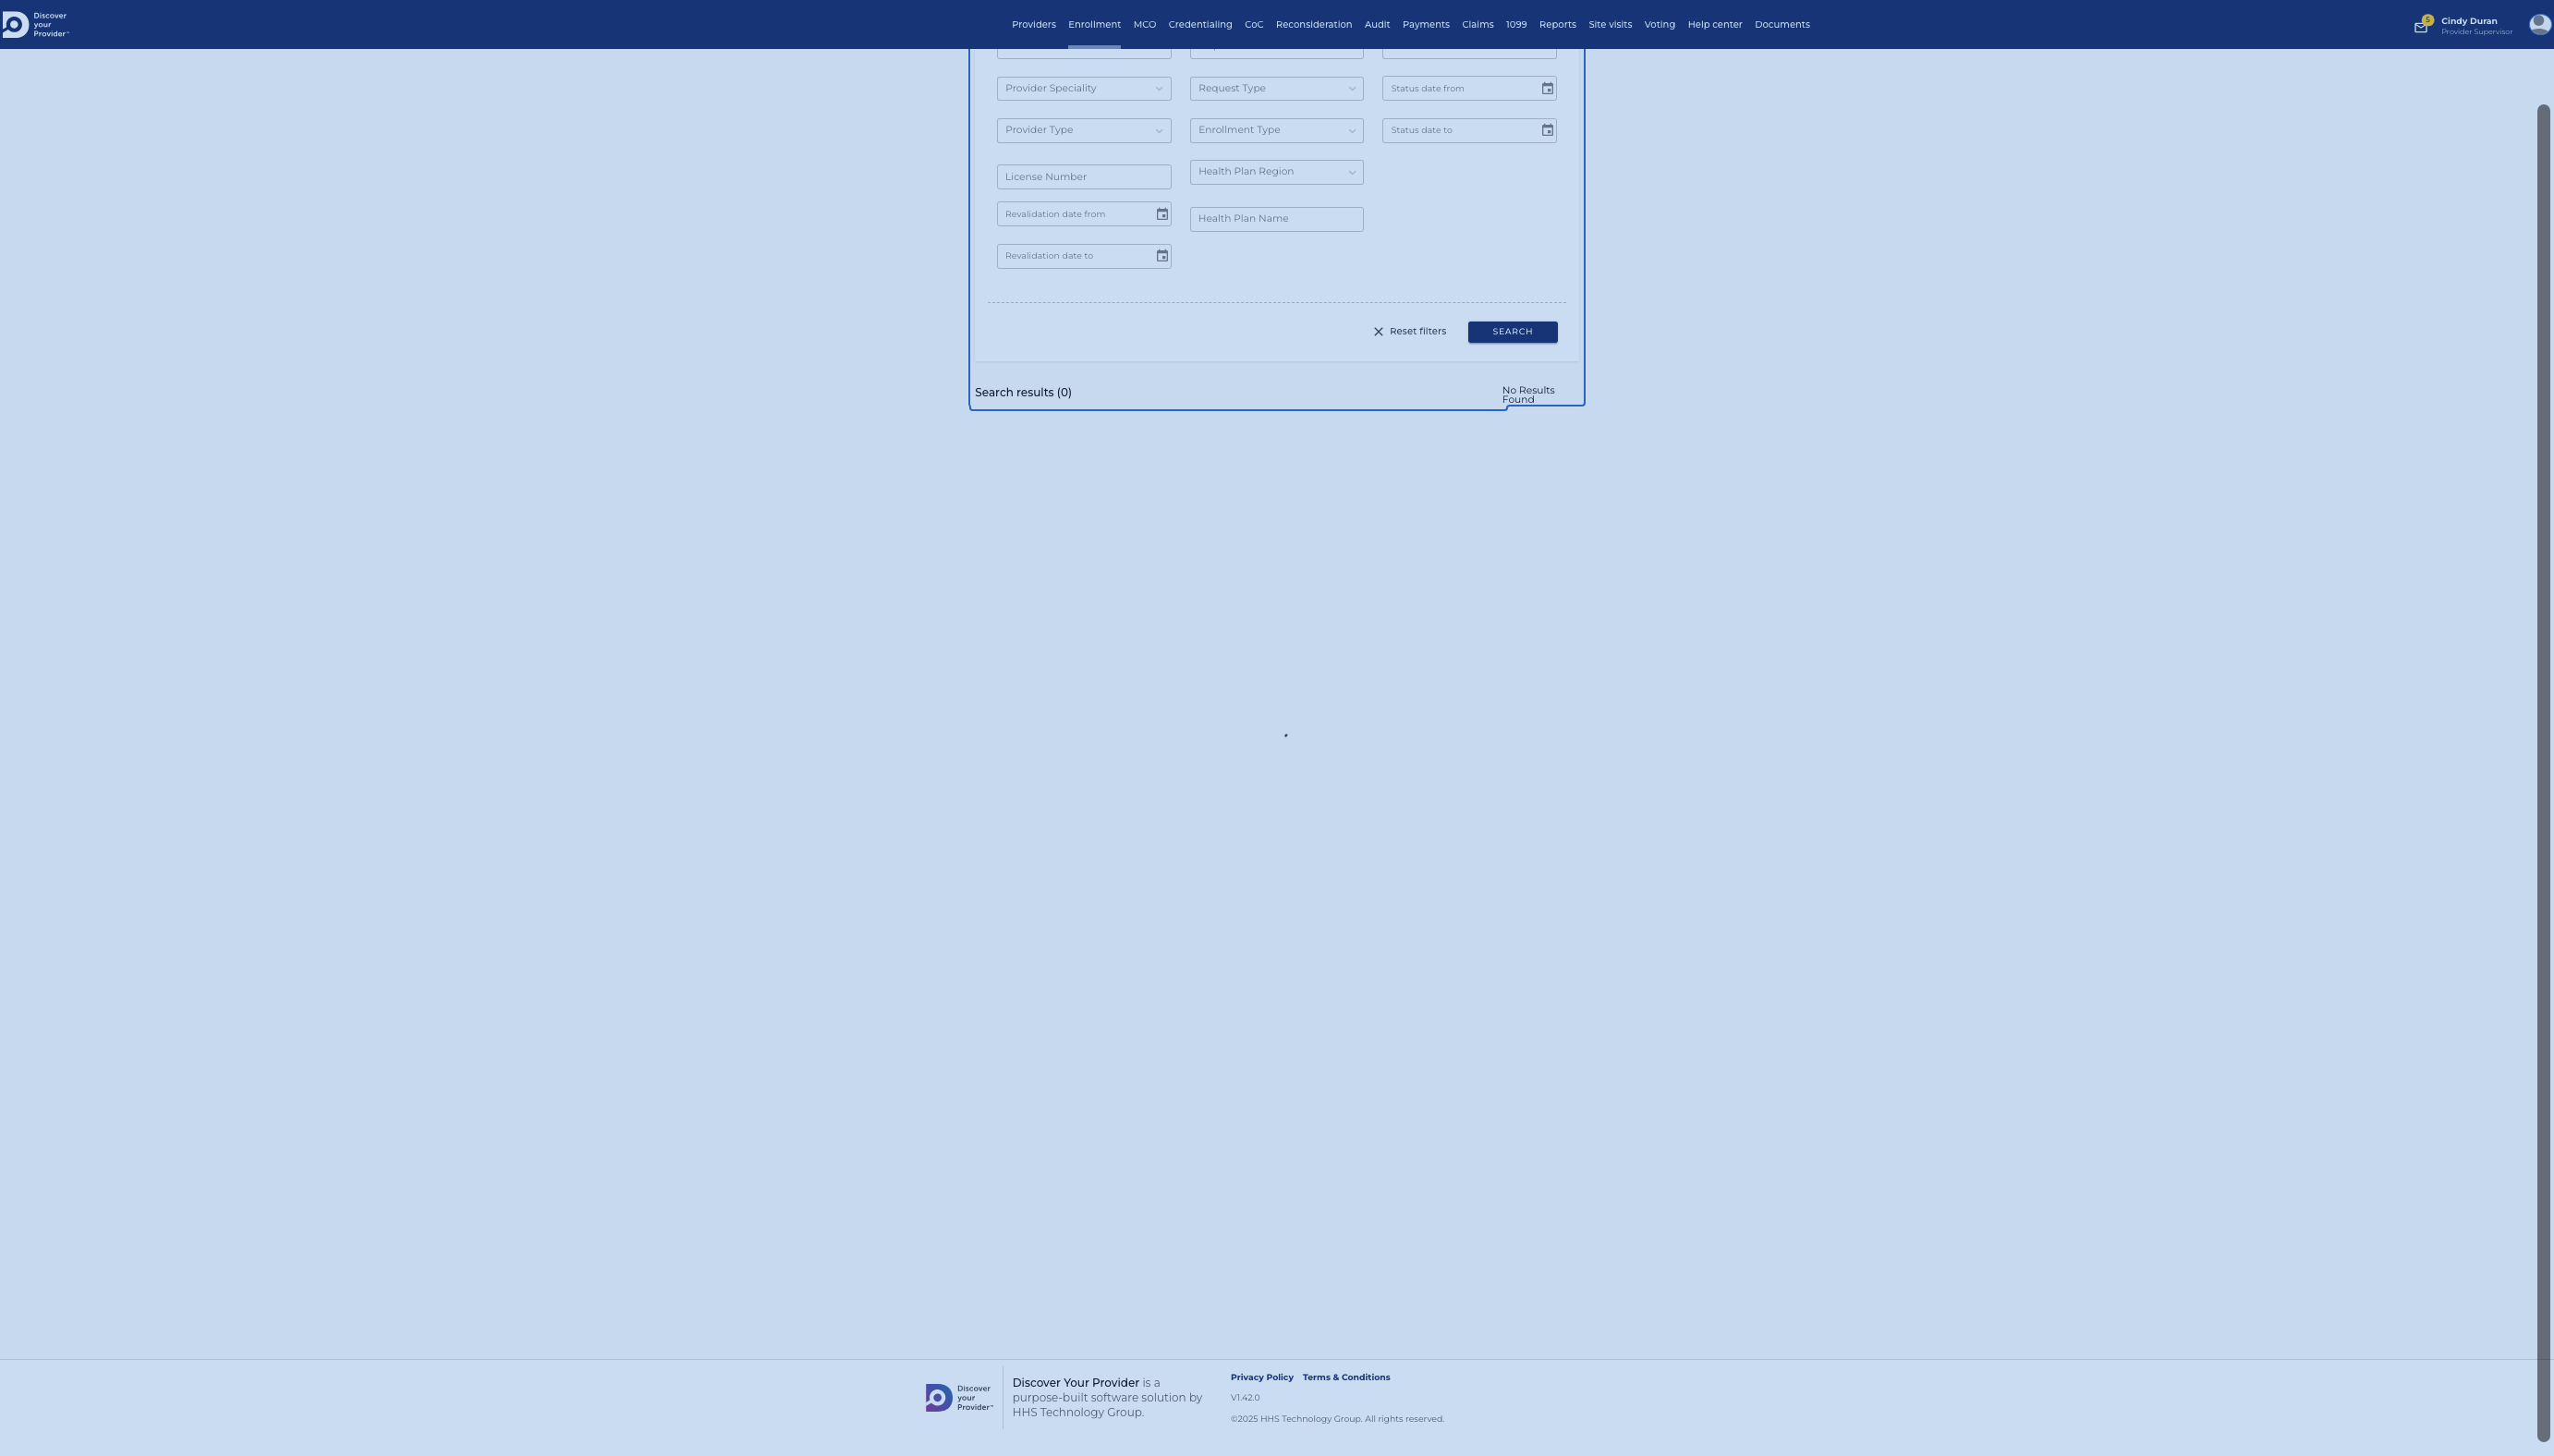 Discover
your
Provider™
Providers Enrollment MCO Credentialing CoC Reconsideration Audit Payments Claims 1099 Reports Site visits Voting Help center Documents
5
Cindy Duran
Provider Supervisor
Provider Speciality Request Type Status date from
Provider Type Enrollment Type Status date to
License Number Health Plan Region
Revalidation date from Health Plan Name
Revalidation date to
Reset filters SEARCH
Search results (0) No Results
Found
Discover
your
Provider™
Discover Your Provider is a
purpose-built software solution by
HHS Technology Group.
Privacy Policy Terms & Conditions
V1.42.0
©2025 HHS Technology Group. All rights reserved.